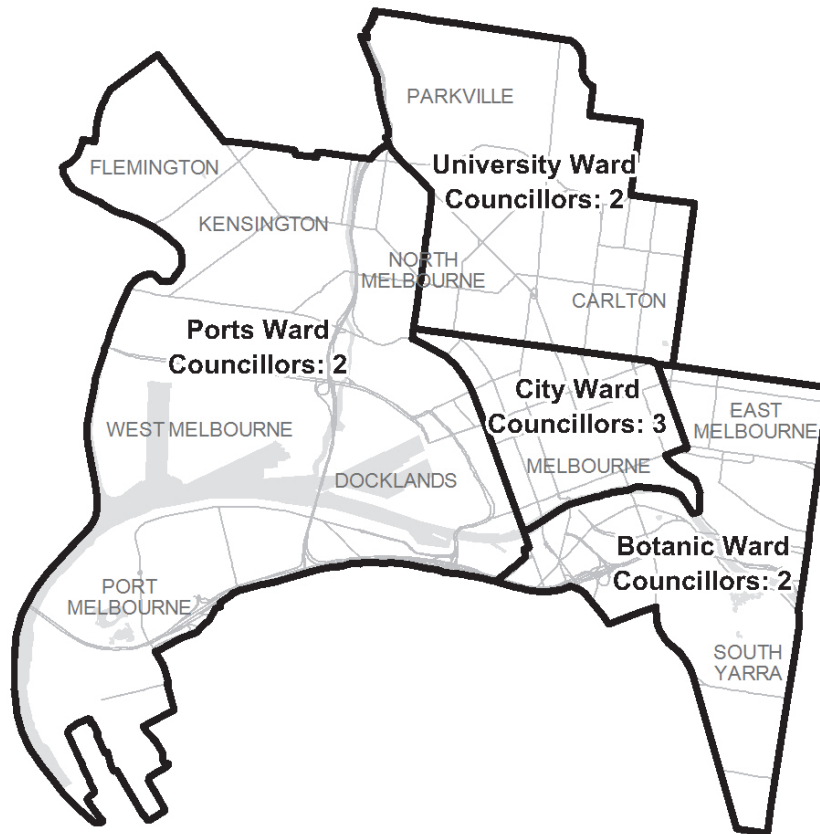 PARKVILLE
University Ward
Councillors: 2
FLEMINGTON
KENSINGTON
NORTH
MELBOURNE
CARLTON
Ports Ward
Councillors: 2
City Ward
Councillors: 3
EAST
MELBOURNE
WEST MELBOURNE
MELBOURNE
DOCKLANDS
Botanic Ward
Councillors: 2
PORT
MELBOURNE
SOUTH
YARRA